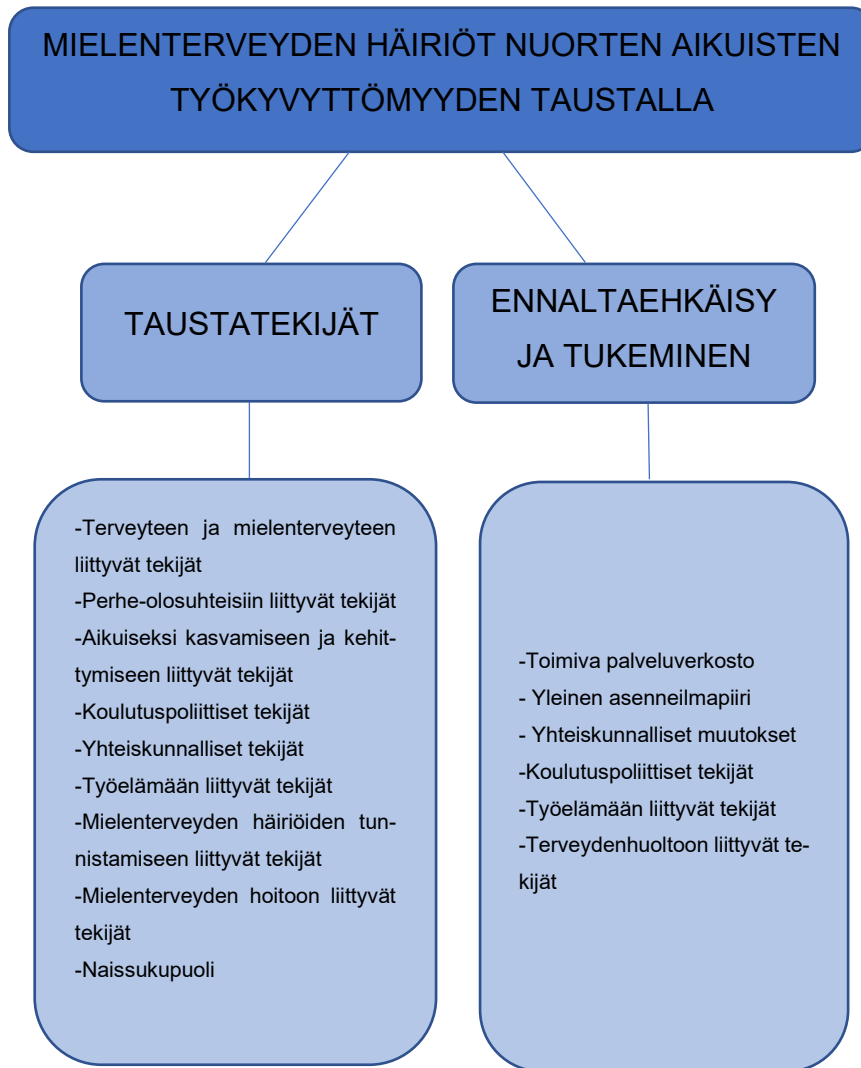 MIELENTERVEYDEN HÄIRIÖT NUORTEN AIKUISTEN
TYÖKYVYTTÖMYYDEN TAUSTALLA
TAUSTATEKIJÄT
ENNALTAEHKÄISY
JA TUKEMINEN
-Terveyteen ja mielenterveyteen
liittyvät tekijät
-Perhe-olosuhteisiin liittyvät tekijät
-Aikuiseksi kasvamiseen ja kehit-
tymiseen liittyvät tekijät
-Koulutuspoliittiset tekijät
-Yhteiskunnalliset tekijät
-Työelämään liittyvät tekijät
-Mielenterveyden häiriöiden tun-
nistamiseen liittyvät tekijät
-Mielenterveyden hoitoon liittyvät
tekijät
-Naissukupuoli
-Toimiva palveluverkosto
- Yleinen asenneilmapiiri
- Yhteiskunnalliset muutokset
-Koulutuspoliittiset tekijät
-Työelämään liittyvät tekijät
-Terveydenhuoltoon liittyvät te-
kijät